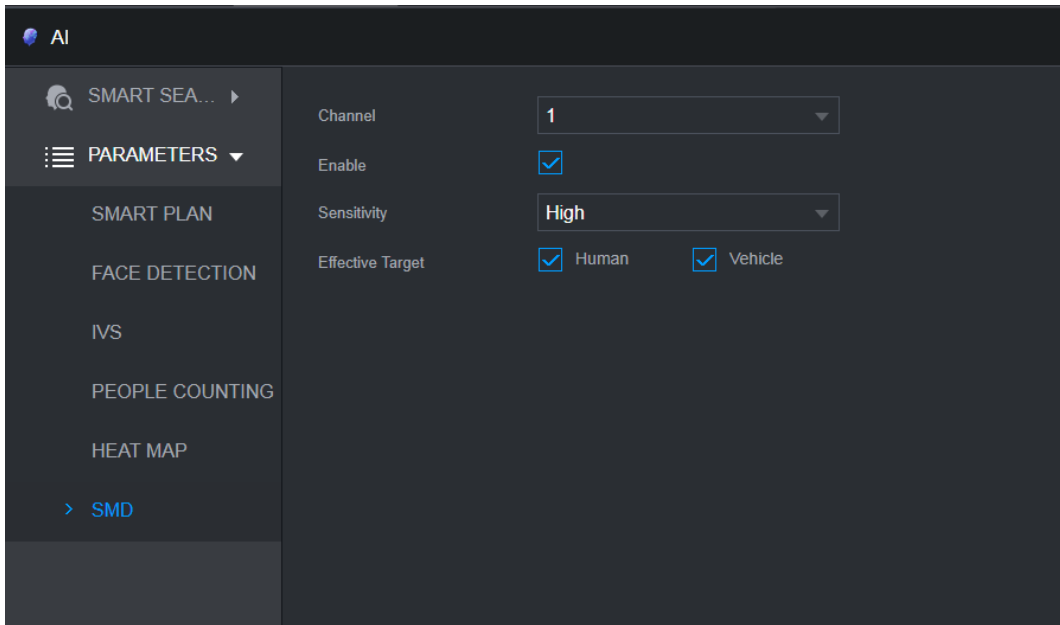 AI
SMART SEA...
PARAMETERS
SMART PLAN
FACE DETECTION
IVS
PEOPLE COUNTING
HEAT MAP
SMD
Channel 1
Enable
Sensitivity High
Effective Target Human Vehicle